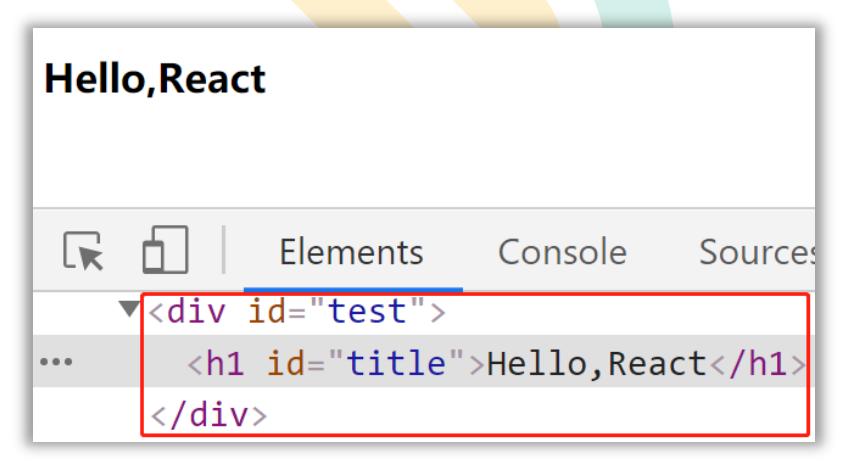 Hello,React
Elements Console Sources
<div id="test">
<h1 id="title">Hello,React</h1>
</div>